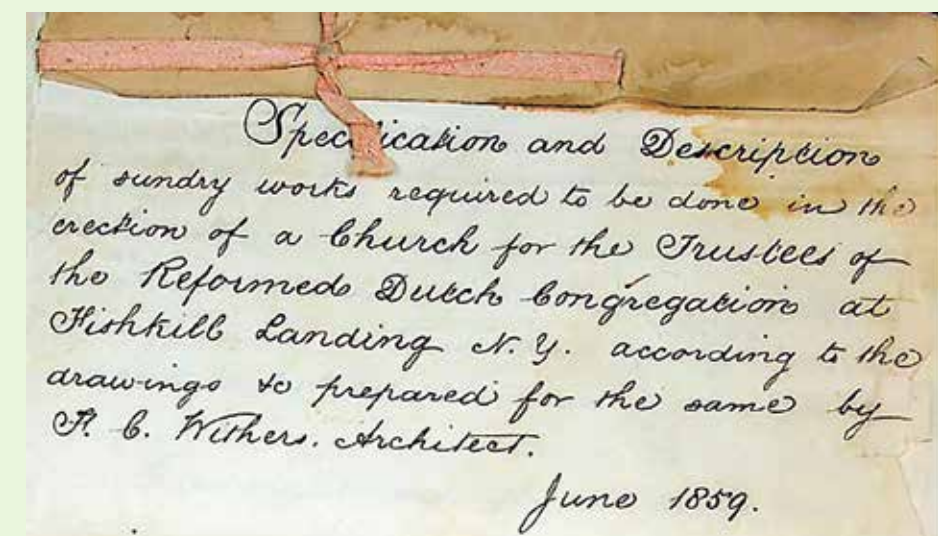 Specification and Description
of sundry works required to be done in the
erection of a Church for the Trustees of
the Reformed Dutch Congregation at
Fishkill Landing N.Y. according to the
drawings &c prepared for the same by
F. C. Withers. Architect.
June 1859.